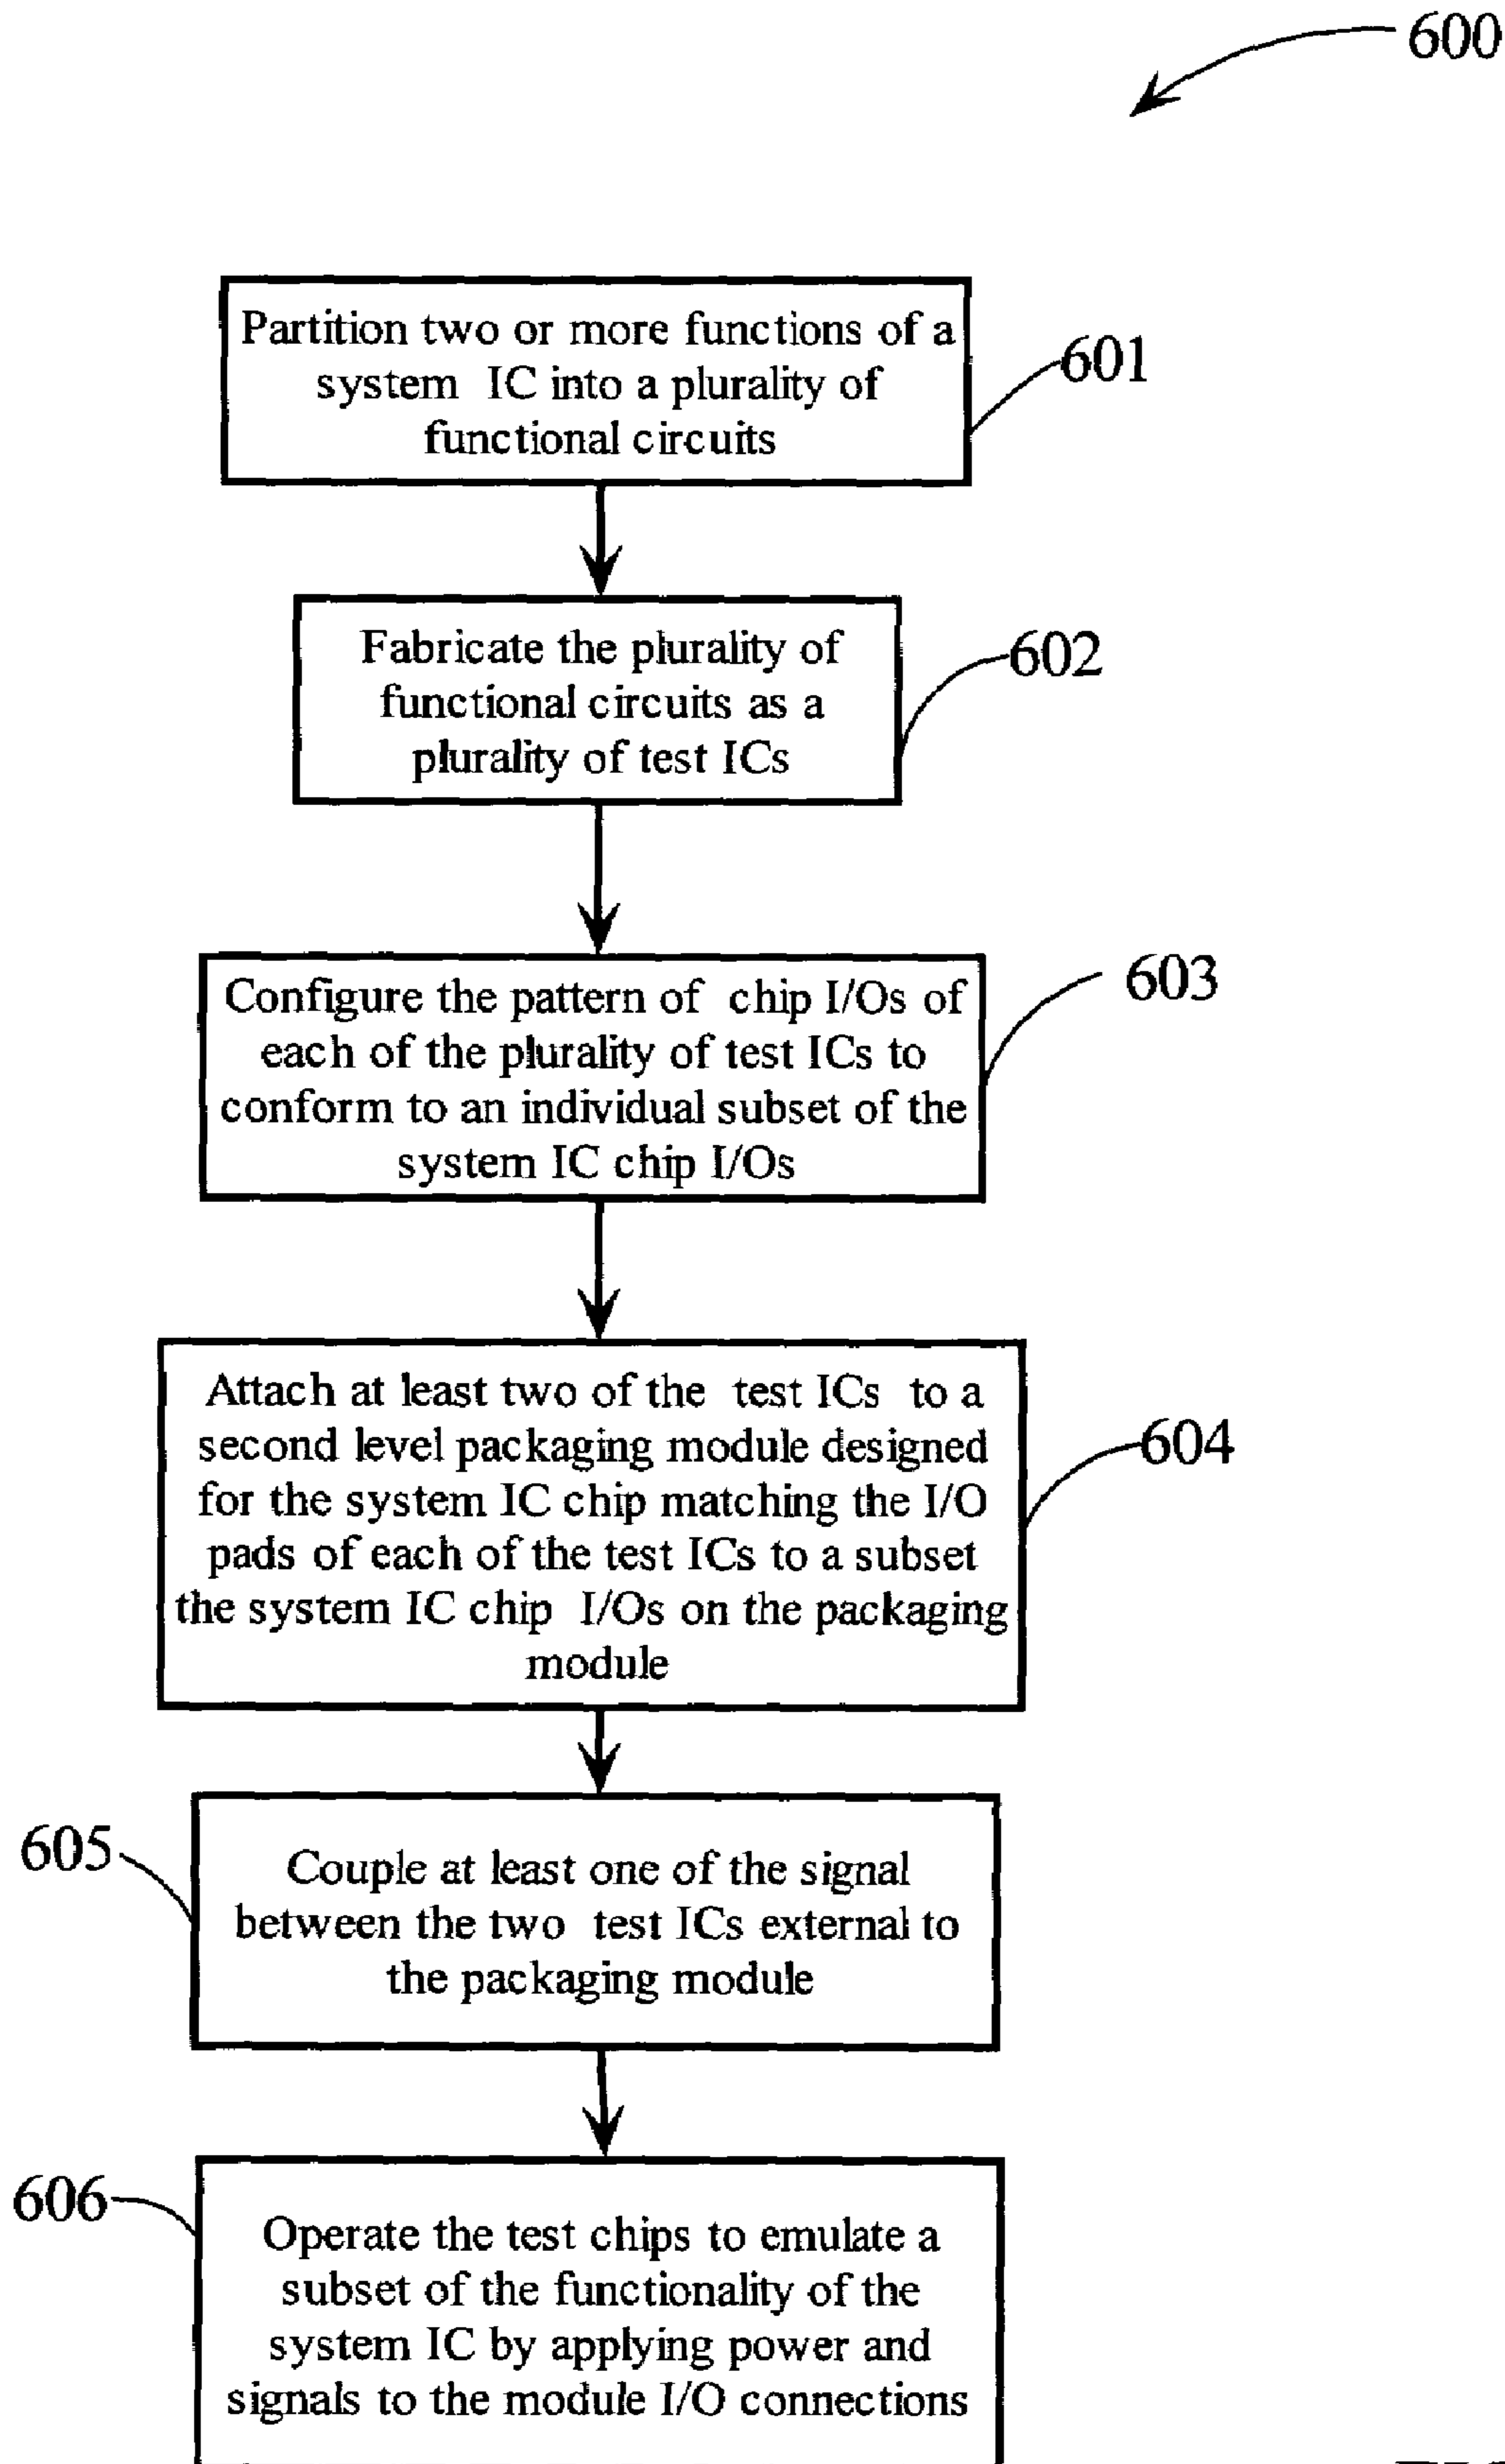 600
Partition two or more functions of a
system IC into a plurality of
functional circuits
601
Fabricate the plurality of
functional circuits as a
plurality of test ICs
602
Configure the pattern of chip I/Os of
each of the plurality of test ICs to
conform to an individual subset of the
system IC chip I/Os
603
Attach at least two of the test ICs to a
second level packaging module designed
for the system IC chip matching the I/O
pads of each of the test ICs to a subset
the system IC chip I/Os on the packaging
module
604
605
Couple at least one of the signal
between the two test ICs external to
the packaging module
606
Operate the test chips to emulate a
subset of the functionality of the
system IC by applying power and
signals to the module I/O connections